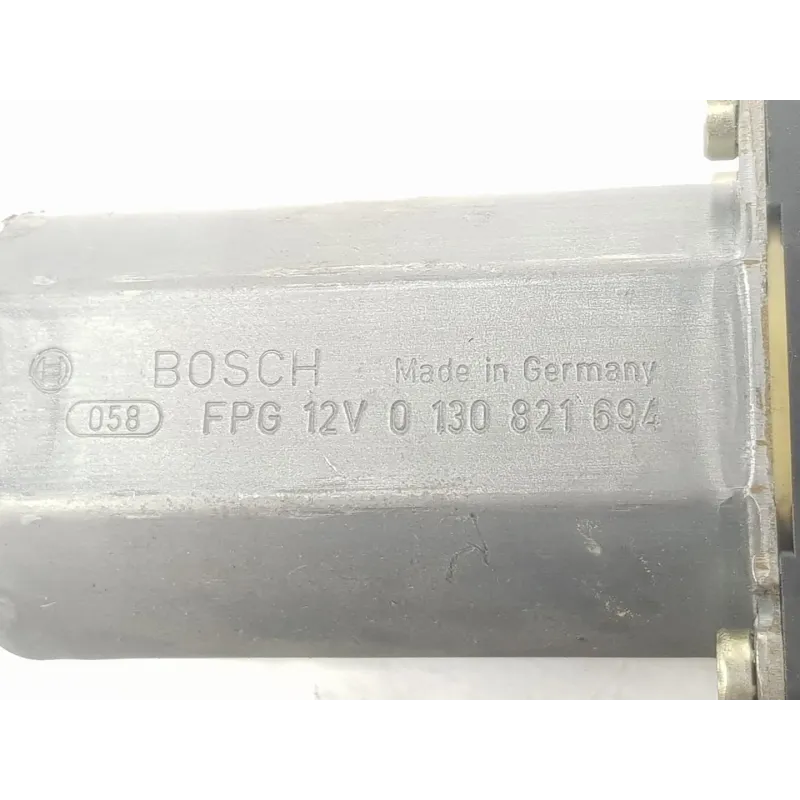 BOSCH Made in Germany
058 FPG 12V 0 130 821 694